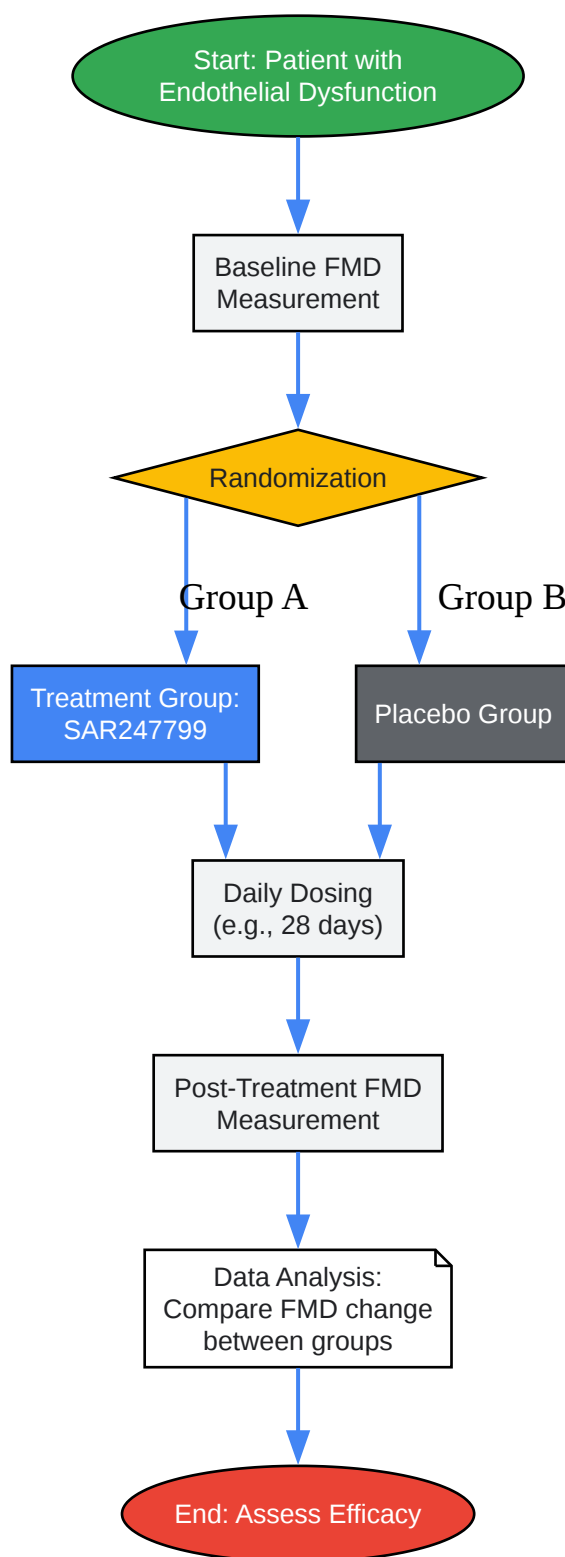 Start: Patient with
Endothelial Dysfunction
Baseline FMD
Measurement
Randomization
Group A
Group B
Treatment Group:
SAR247799
Placebo Group
Daily Dosing
(e.g., 28 days)
Post-Treatment FMD
Measurement
Data Analysis:
Compare FMD change
between groups
End: Assess Efficacy